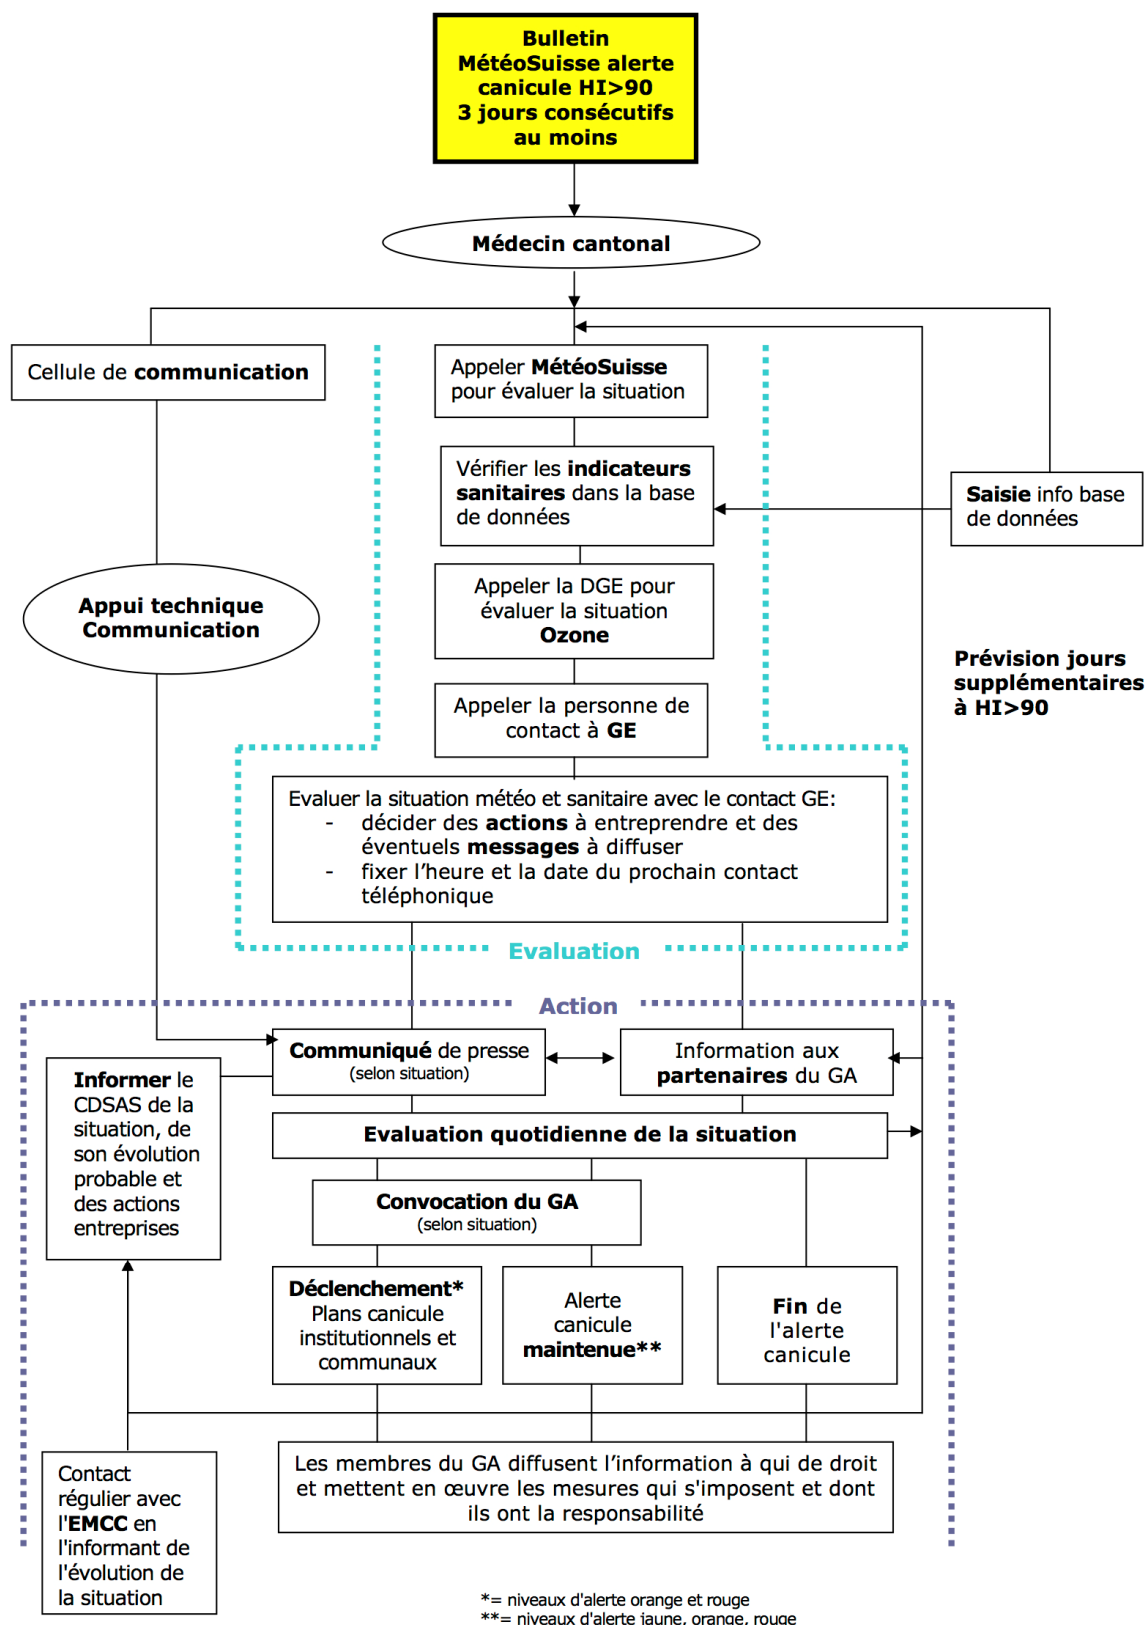 Bulletin
MétéoSuisse alerte
canicule HI>90
3 jours consécutifs
au moins
Médecin cantonal
Cellule de communication
Appeler MétéoSuisse
pour évaluer la situation
Vérifier les indicateurs
sanitaires dans la base
de données
Saisie info base
de données
Appui technique
Communication
Appeler la DGE pour
évaluer la situation
Ozone
Prévision jours
supplémentaires
à HI>90
Appeler la personne de
contact à GE
Evaluer la situation météo et sanitaire avec le contact GE:
- décider des actions à entreprendre et des
éventuels messages à diffuser
- fixer l'heure et la date du prochain contact
téléphonique
Evaluation
Action
Communiqué de presse
(selon situation)
Information aux
partenaires du GA
Informer le
CDSAS de la
situation, de
son évolution
probable et
des actions
entreprises
Evaluation quotidienne de la situation
Convocation du GA
(selon situation)
Déclenchement*
Plans canicule
institutionnels et
communaux
Alerte
canicule
maintenue**
Fin de
l'alerte
canicule
Contact
régulier avec
l'EMCC en
l'informant de
l'évolution de
la situation
Les membres du GA diffusent l'information à qui de droit
et mettent en œuvre les mesures qui s'imposent et dont
ils ont la responsabilité
*= niveaux d'alerte orange et rouge
**= niveaux d'alerte jaune, orange, rouge